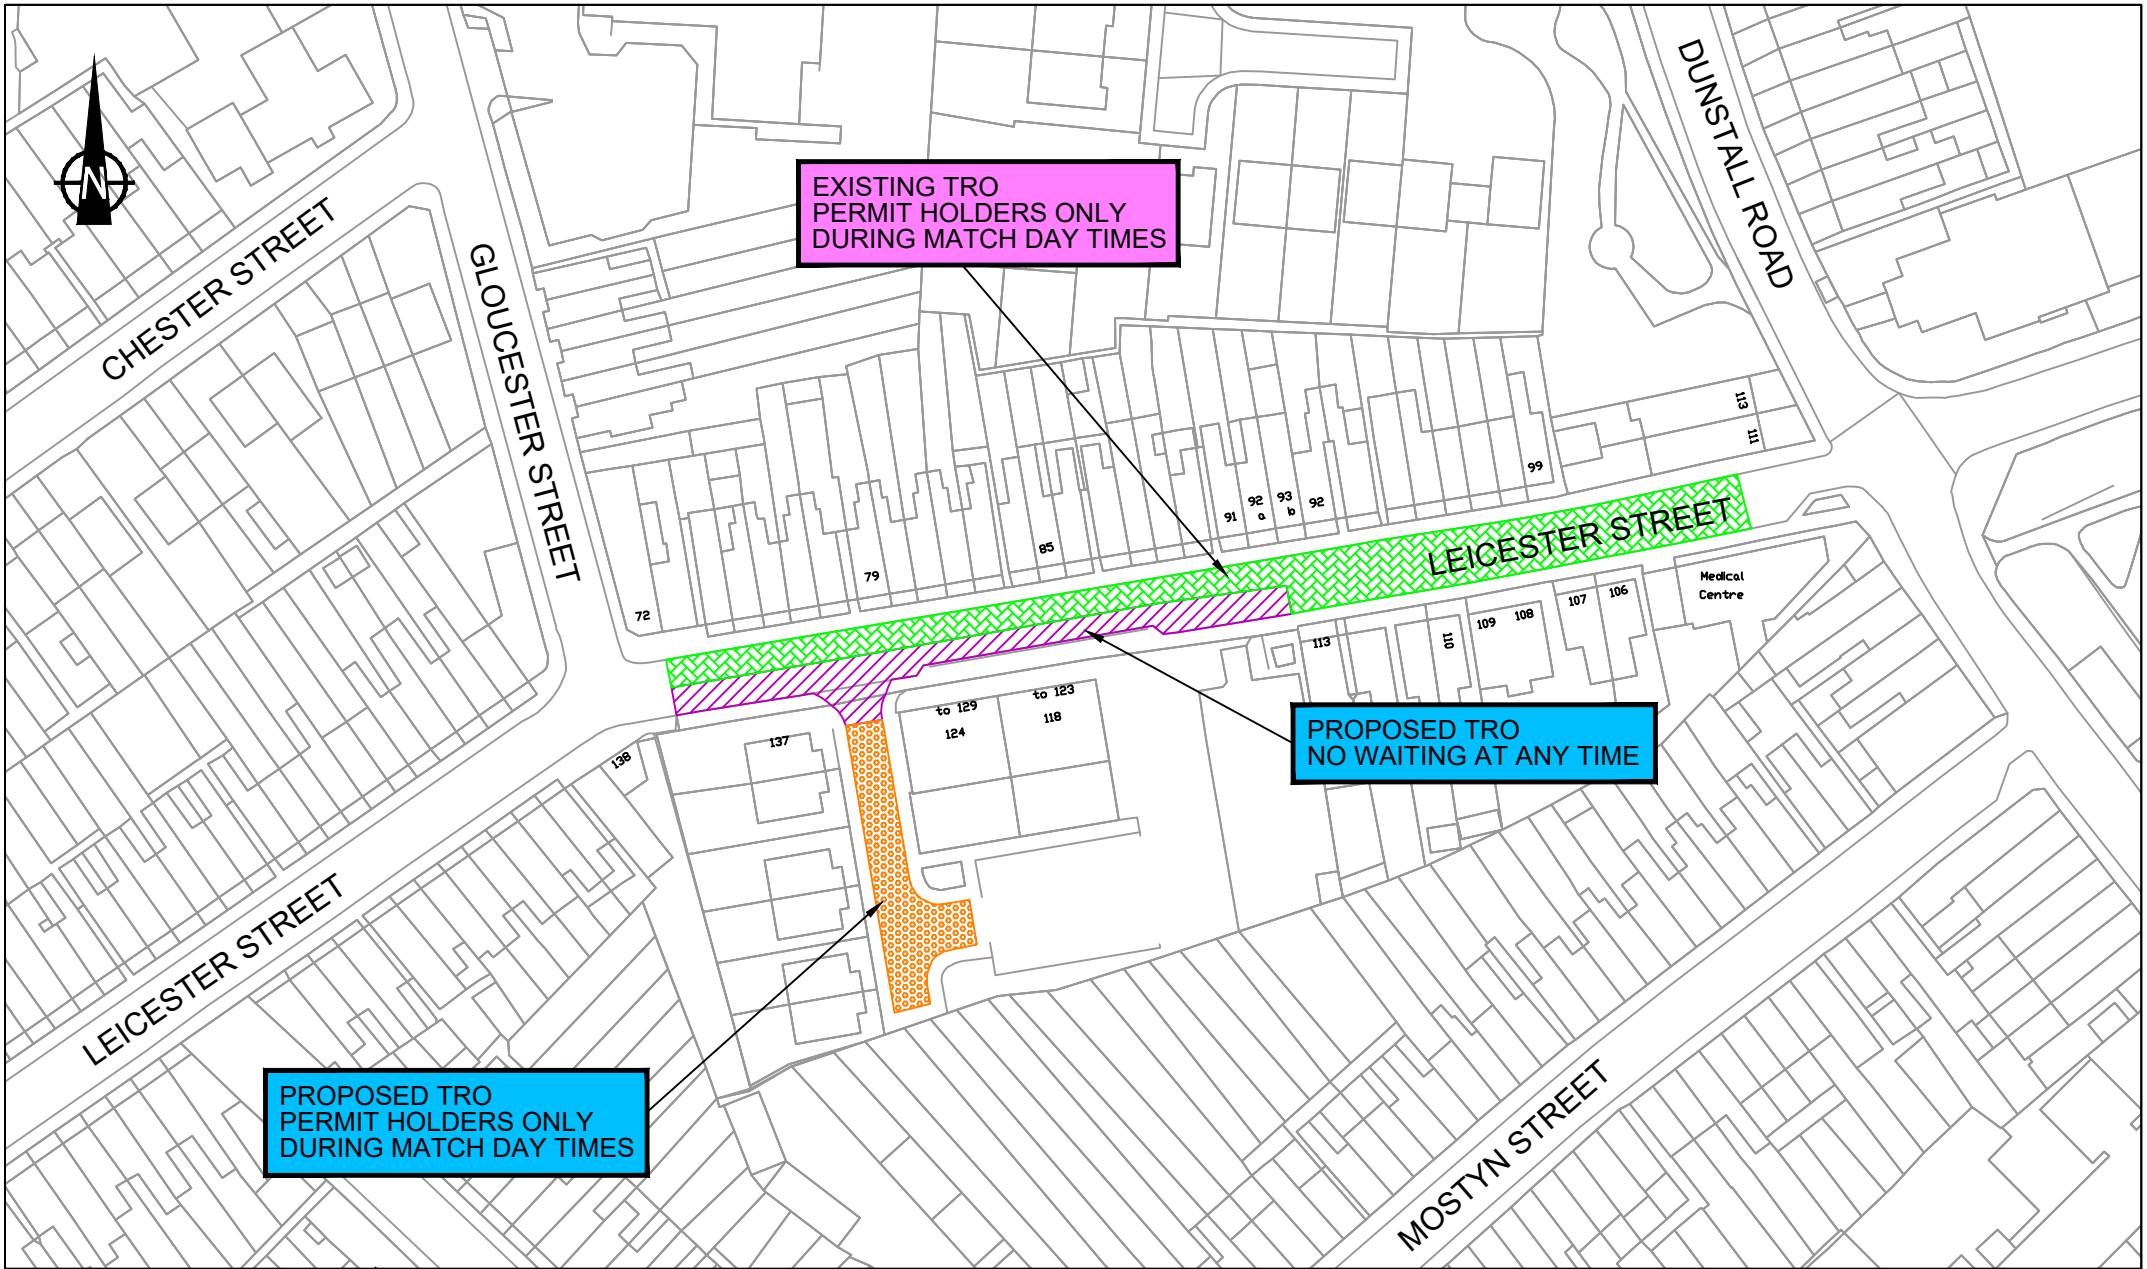 N
CHESTER STREET
GLOUCESTER STREET
DUNSTALL ROAD
EXISTING TRO
PERMIT HOLDERS ONLY
DURING MATCH DAY TIMES
113
111
99
91
92
a
93
b
92
85
79
72
LEICESTER STREET
Medical
Centre
106
107
108
109
110
113
to 123
118
to 129
124
137
138
PROPOSED TRO
NO WAITING AT ANY TIME
LEICESTER STREET
PROPOSED TRO
PERMIT HOLDERS ONLY
DURING MATCH DAY TIMES
MOSTYN STREET